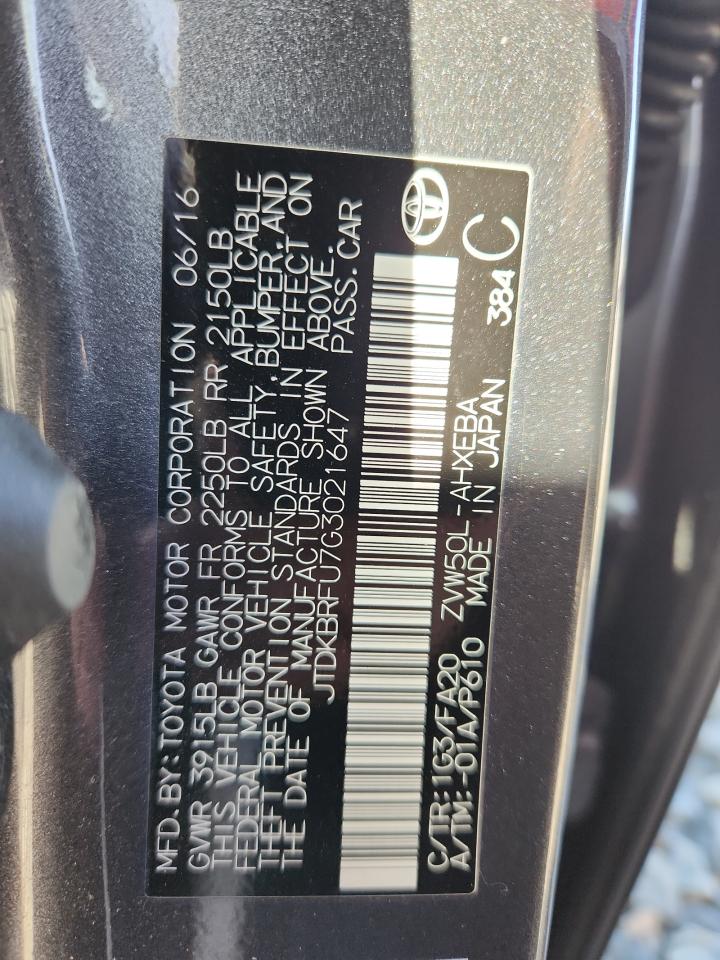 MFD. BY: TOYOTA MOTOR CORPORATION 06/16
GVWR 3915LB GAWR FR 2250LB RR 2150LB
THIS VEHICLE CONFORMS TO ALL APPLICABLE
FEDERAL MOTOR VEHICLE SAFETY, BUMPER, AND
THEFT PREVENTION STANDARDS IN EFFECT ON
THE DATE OF MANUFACTURE SHOWN ABOVE.
JTDKBRFU7G3021647 PASS. CAR
C/TR: 1G3/FA20 ZVW50L-AHXEBA
A/TM: -01A/P610 MADE IN JAPAN 384 C